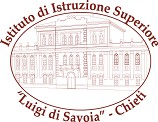 Istituto di Istruzione Superiore
"Luigi di Savoia" - Chieti